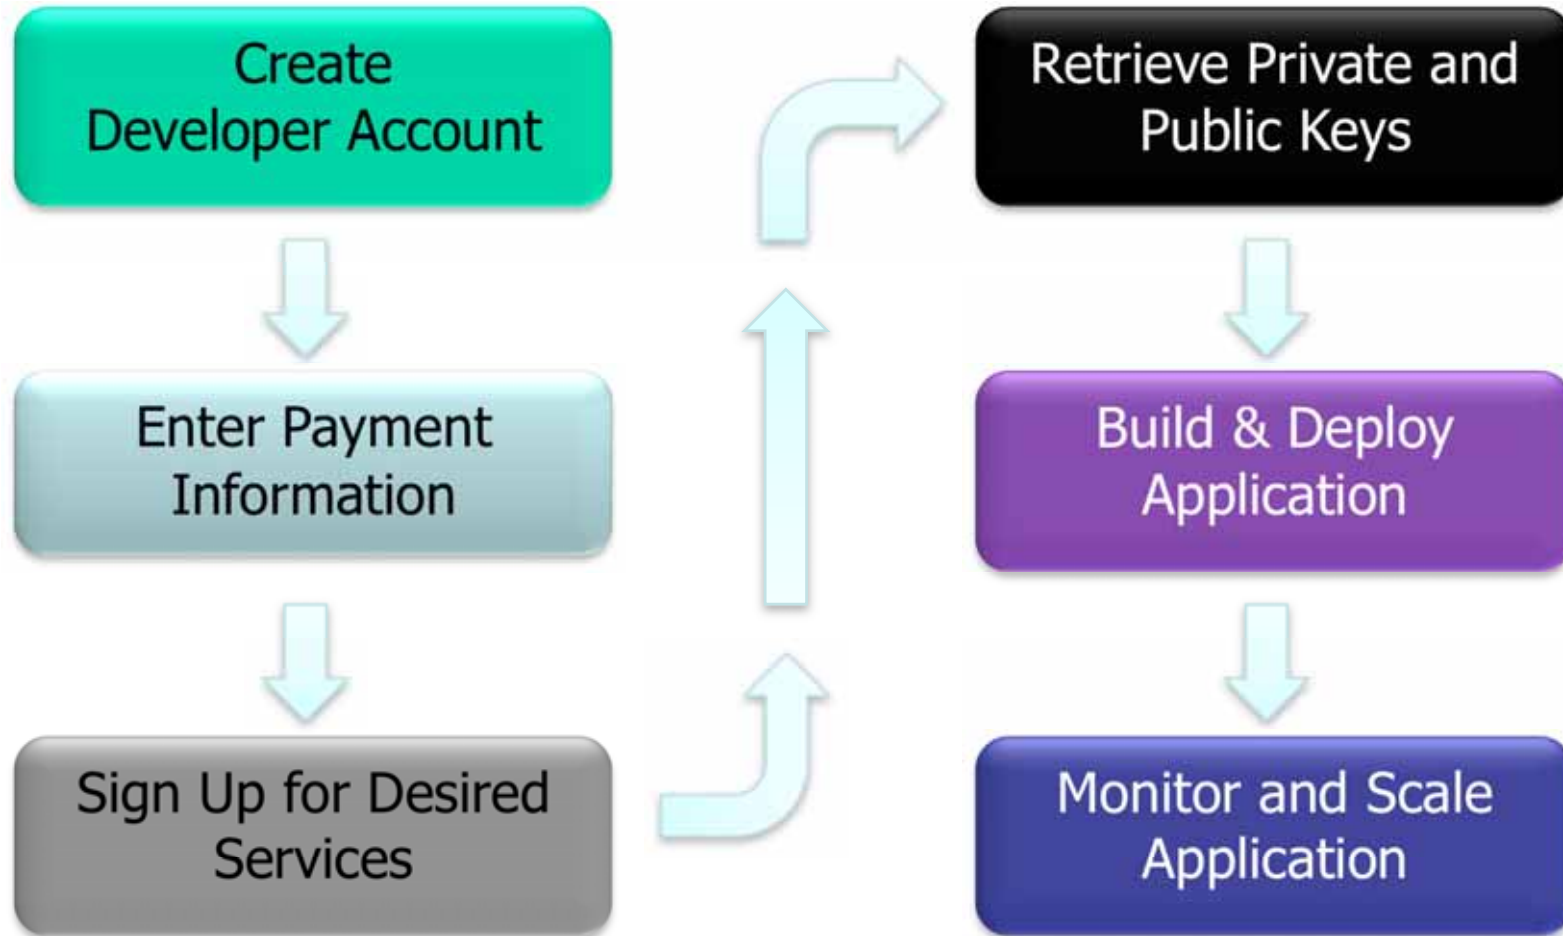 Create
Developer Account
Enter Payment
Information
Sign Up for Desired
Services
Retrieve Private and
Public Keys
Build & Deploy
Application
Monitor and Scale
Application